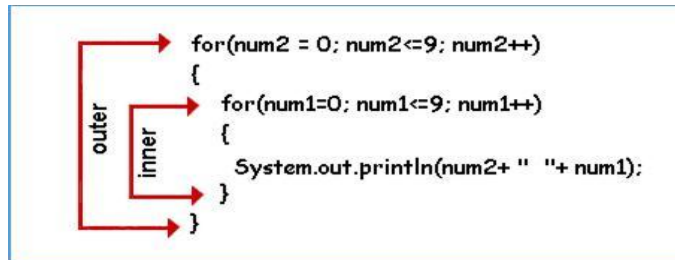 for(num2 = 0; num2<=9; num2++)
{
for(num1=0; num1<=9; num1++)
{
System.out.println(num2+ "  "+ num1);
}
}
outer
inner